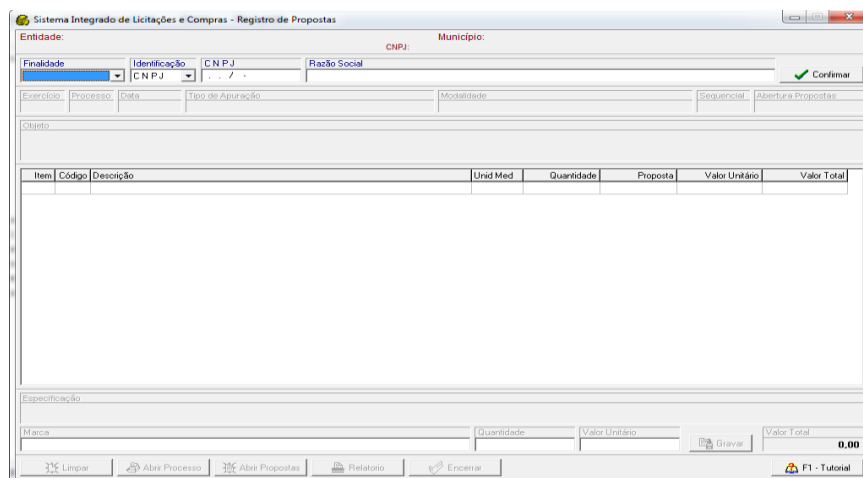 Sistema Integrado de Licitações e Compras - Registro de Propostas
Entidade: Município:
CNPJ:
Finalidade Identificação C N P J Razão Social
C N P J . . / - Confirmar
Exercício Processo Data Tipo de Apuração Modalidade Sequencial Abertura Propostas
Objeto
Item Código Descrição Unid Med Quantidade Proposta Valor Unitário Valor Total
Especificação
Marca Quantidade Valor Unitário Valor Total
Gravar 0,00
Limpar Abrir Processo Abrir Propostas Relatorio Encerrar F1 - Tutorial